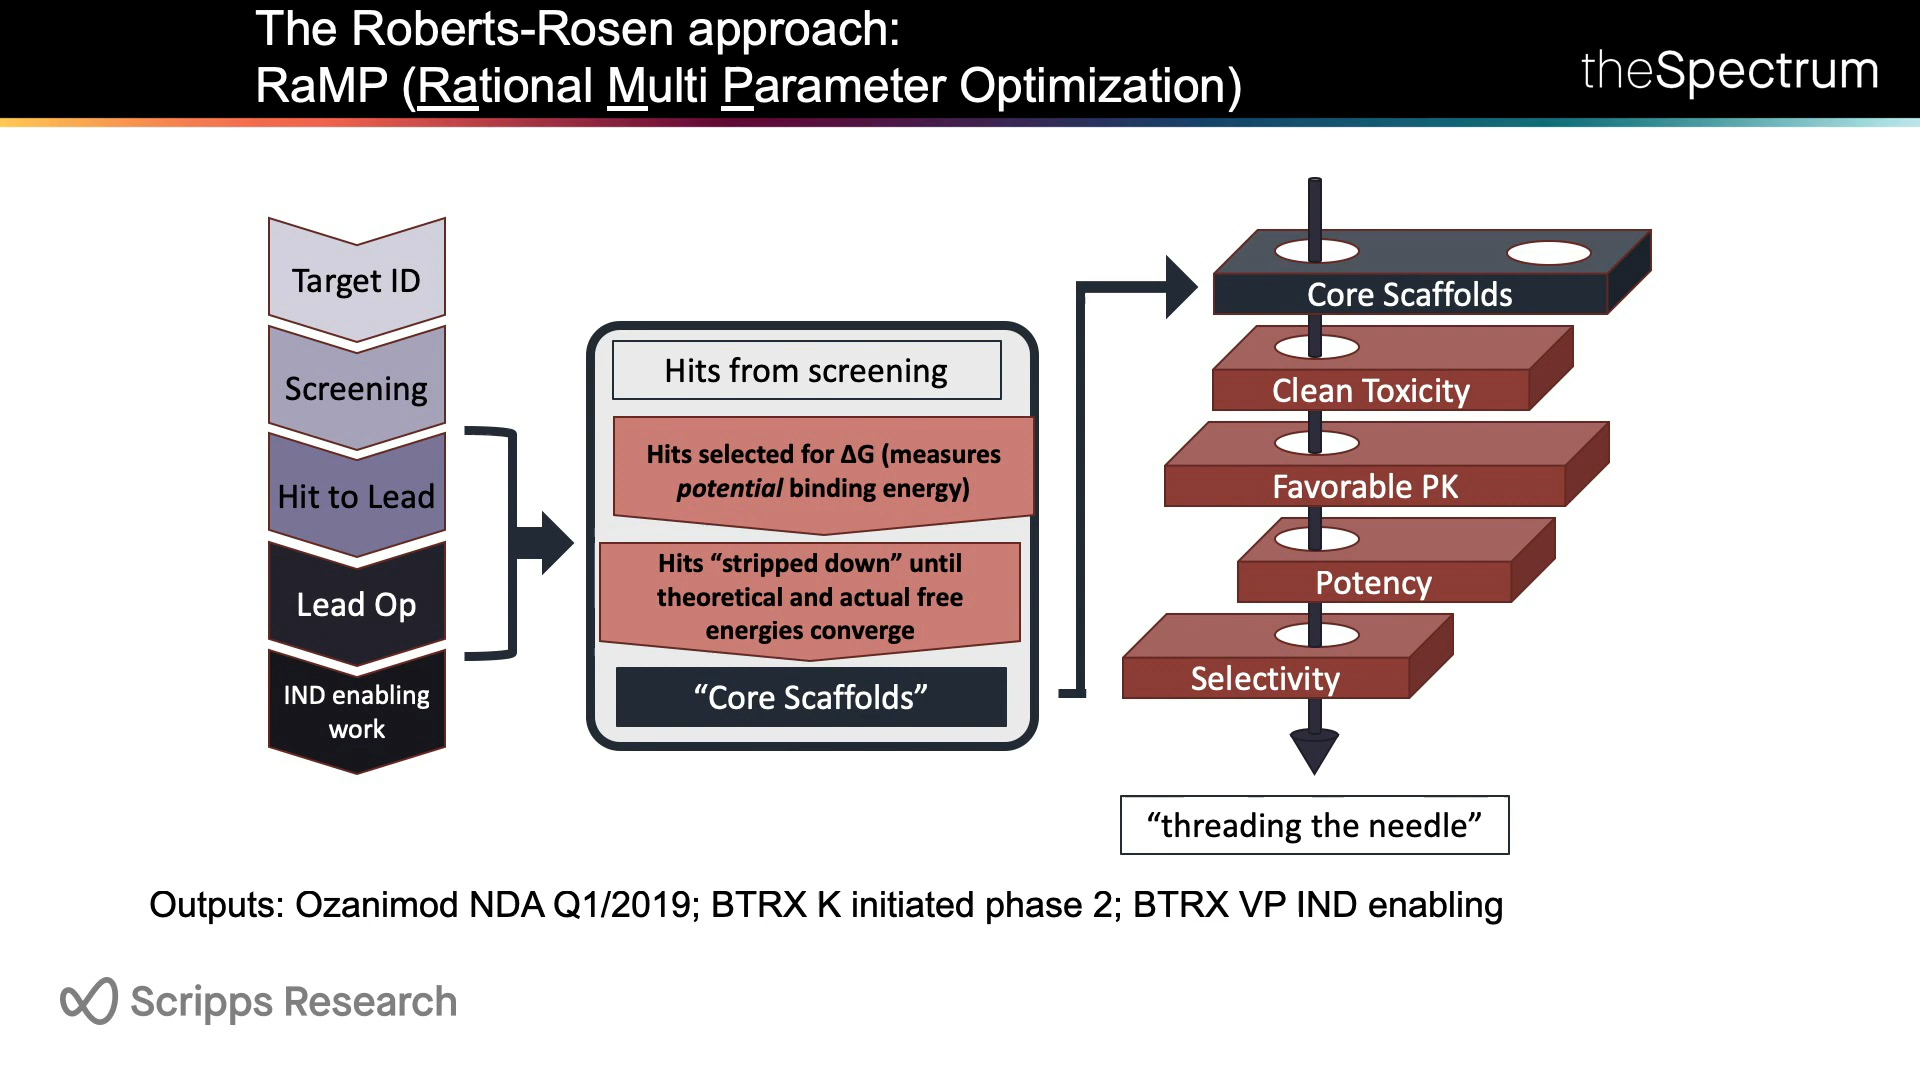 The Roberts-Rosen approach:
RaMP (Rational Multi Parameter Optimization)
theSpectrum
Target ID
Screening
Hit to Lead
Lead Op
IND enabling
work
Hits from screening
Hits selected for ΔG (measures
potential binding energy)
Hits “stripped down” until
theoretical and actual free
energies converge
“Core Scaffolds”
Core Scaffolds
Clean Toxicity
Favorable PK
Potency
Selectivity
“threading the needle”
Outputs: Ozanimod NDA Q1/2019; BTRX K initiated phase 2; BTRX VP IND enabling
Scripps Research